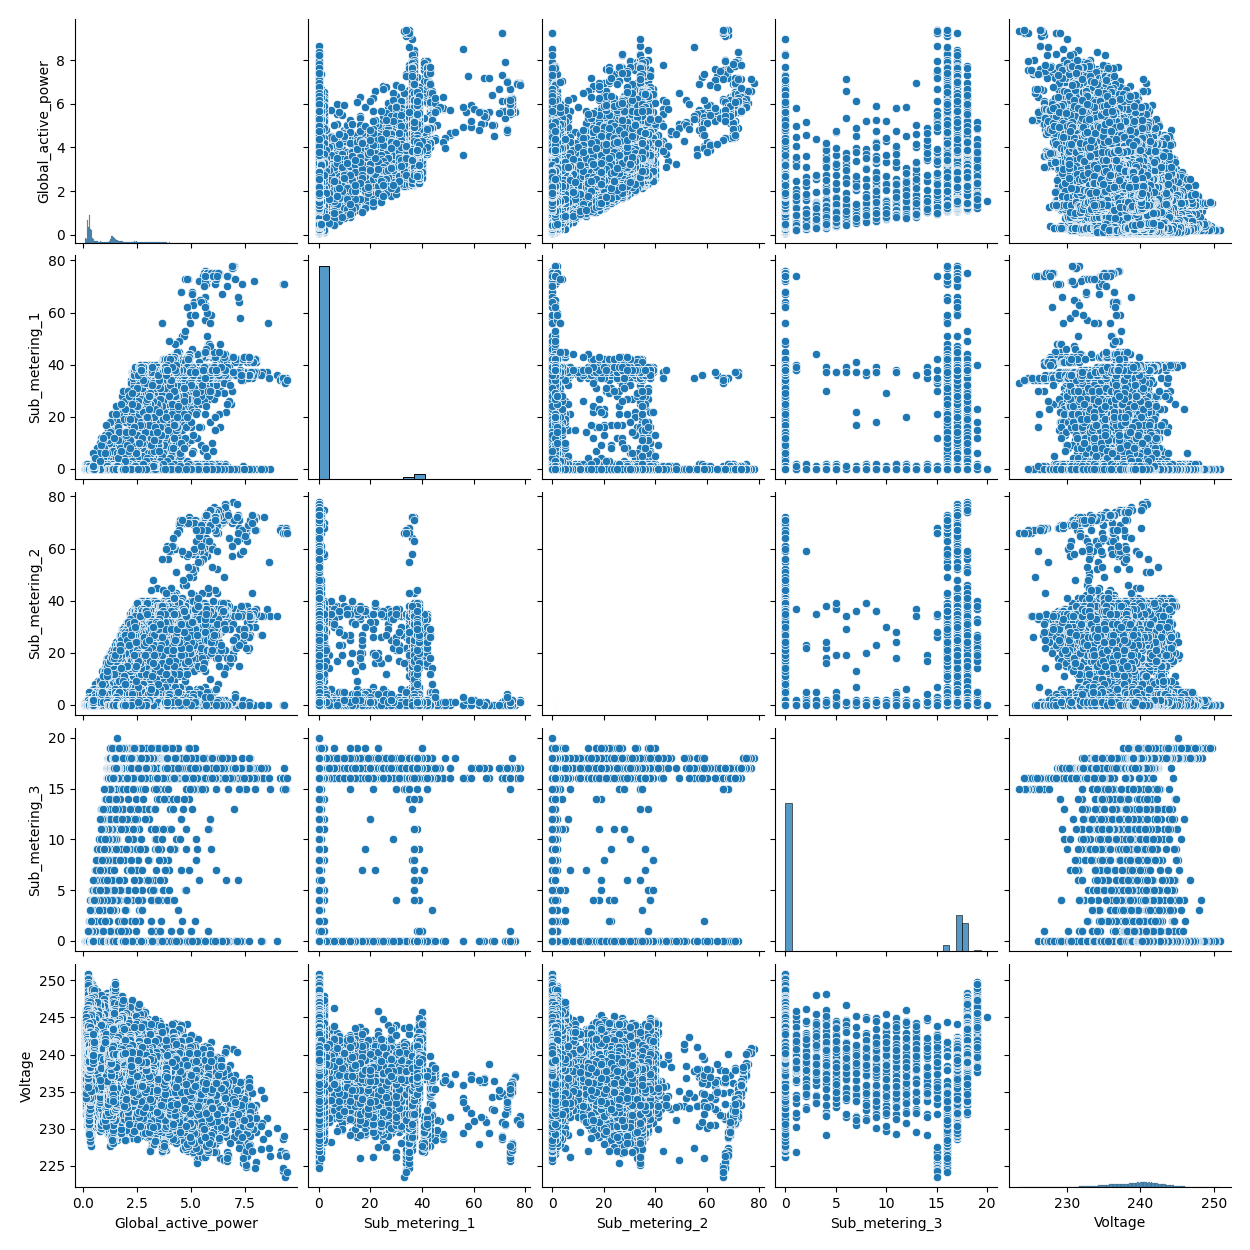 Global_active_power
8
6
4
2
0
Sub_metering_1
80
60
40
20
0
Sub_metering_2
80
60
40
20
0
Sub_metering_3
20
15
10
5
0
Voltage
250
245
240
235
230
225
0.0 2.5 5.0 7.5
Global_active_power
0 20 40 60 80
Sub_metering_1
0 20 40 60 80
Sub_metering_2
0 5 10 15 20
Sub_metering_3
230 240 250
Voltage